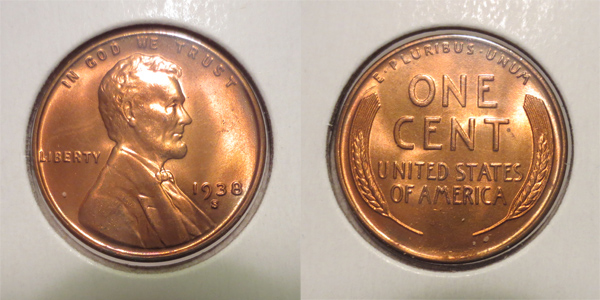 IN GOD WE TRUST
LIBERTY
1938
S
E·PLURIBUS·UNUM
ONE
CENT
UNITED STATES
OF AMERICA